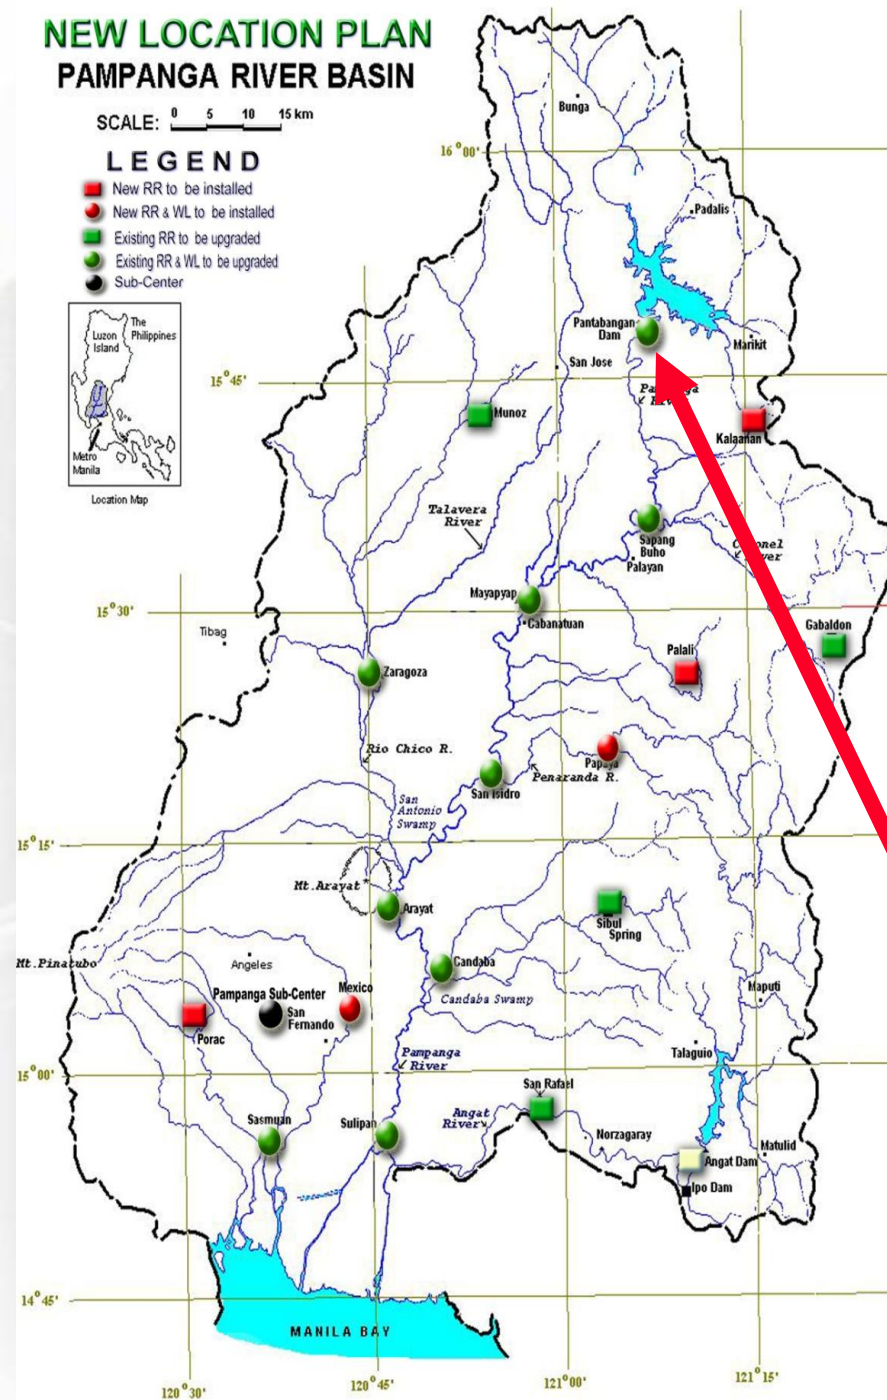 NEW LOCATION PLAN
PAMPANGA RIVER BASIN
SCALE: 0 5 10 15 km
LEGEND
New RR to be installed
New RR & WL to be installed
Existing RR to be upgraded
Existing RR & WL to be upgraded
Sub-Center
Luzon
Island
The
Philippines
Metro
Manila
Location Map
Bunga
16°00'
Padalis
Pantabangan
Dam
Marikit
San Jose
15°45'
Munoz
Kalaanan
Talavera
River
Sapang
Buho
Palayan
Mayapyap
Cabanatuan
15°30'
Tibag
Gabaldon
Palali
Zaragoza
Rio Chico R.
Papaya
Penaranda R.
San Isidro
San
Antonio
Swamp
15°15'
Mt.Arayat
Arayat
Sibul
Spring
Candaba
Candaba Swamp
Mt.Pinatubo
Angeles
Mexico
Maputi
Pampanga Sub-Center
San
Fernando
Porac
Talaguio
Pampanga
River
15°00'
San Rafael
Angat
River
Sasmuan
Sulipan
Norzagaray
Matulid
Angat Dam
Ipo Dam
14°45'
MANILA BAY
120°30'
120°45'
121°00'
121°15'